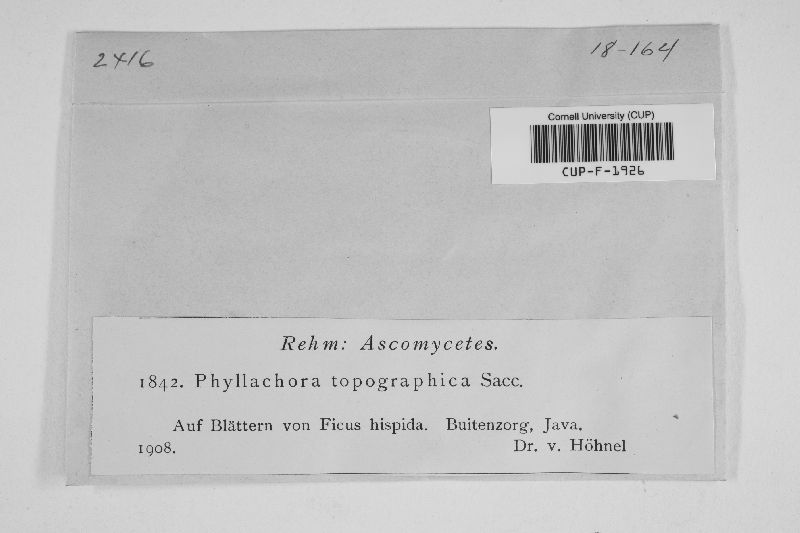 2416
18-164
Cornell University (CUP)
CUP-F-1926
Rehm: Ascomycetes.
1842. Phyllachora topographica Sacc.
Auf Blättern von Ficus hispida. Buitenzorg, Java.
1908. Dr. v. Höhnel